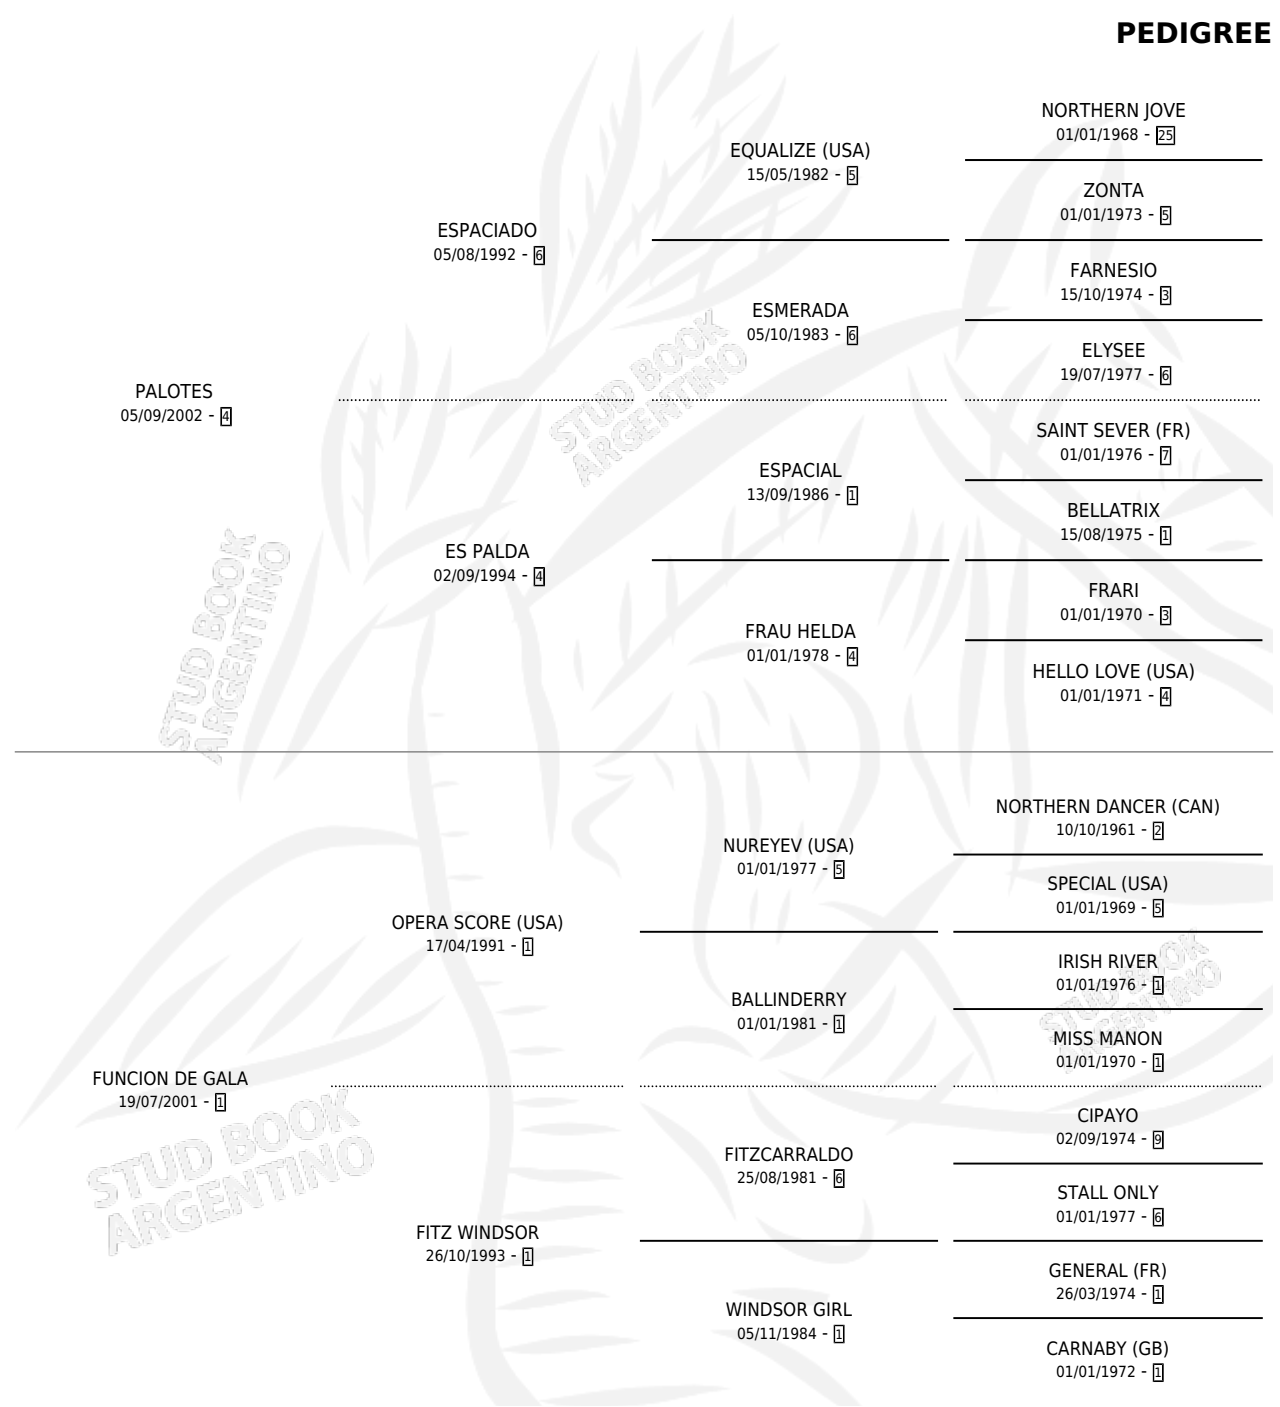 PEDIGREE
NORTHERN JOVE
01/01/1968 - 25
EQUALIZE (USA)
15/05/1982 - 5
ZONTA
01/01/1973 - 5
ESPACIADO
05/08/1992 - 6
FARNESIO
15/10/1974 - 3
ESMERADA
05/10/1983 - 6
ELYSEE
19/07/1977 - 6
PALOTES
05/09/2002 - 4
STUD BOOK
ARGENTINO
SAINT SEVER (FR)
01/01/1976 - 7
ESPACIAL
13/09/1986 - 1
BELLATRIX
15/08/1975 - 1
ES PALDA
02/09/1994 - 4
FRARI
01/01/1970 - 3
FRAU HELDA
01/01/1978 - 4
HELLO LOVE (USA)
01/01/1971 - 4
STUD BOOK
ARGENTINO
NORTHERN DANCER (CAN)
10/10/1961 - 2
NUREYEV (USA)
01/01/1977 - 5
SPECIAL (USA)
01/01/1969 - 5
OPERA SCORE (USA)
17/04/1991 - 1
IRISH RIVER
01/01/1976 - 1
BALLINDERRY
01/01/1981 - 1
MISS MANON
01/01/1970 - 1
STUD BOOK
ARGENTINO
FUNCION DE GALA
19/07/2001 - 1
CIPAYO
02/09/1974 - 9
FITZCARRALDO
25/08/1981 - 6
STALL ONLY
01/01/1977 - 6
STUD BOOK
ARGENTINO
FITZ WINDSOR
26/10/1993 - 1
GENERAL (FR)
26/03/1974 - 1
WINDSOR GIRL
05/11/1984 - 1
CARNABY (GB)
01/01/1972 - 1